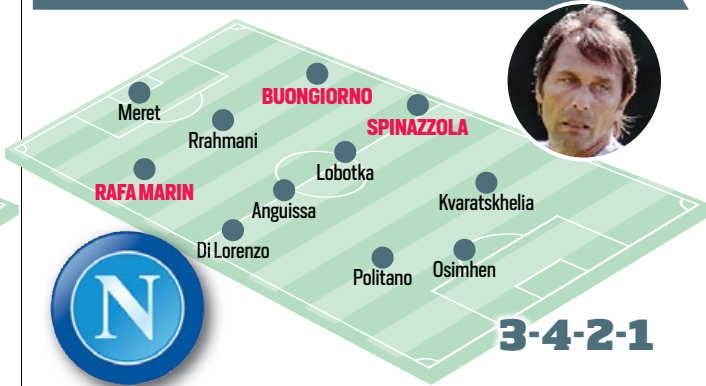 Meret
Rrahmani
BUONGIORNO
SPINAZZOLA
RAFA MARIN
Lobotka
Anguissa
Di Lorenzo
Kvaratskhelia
Politano
Osimhen
N
3-4-2-1